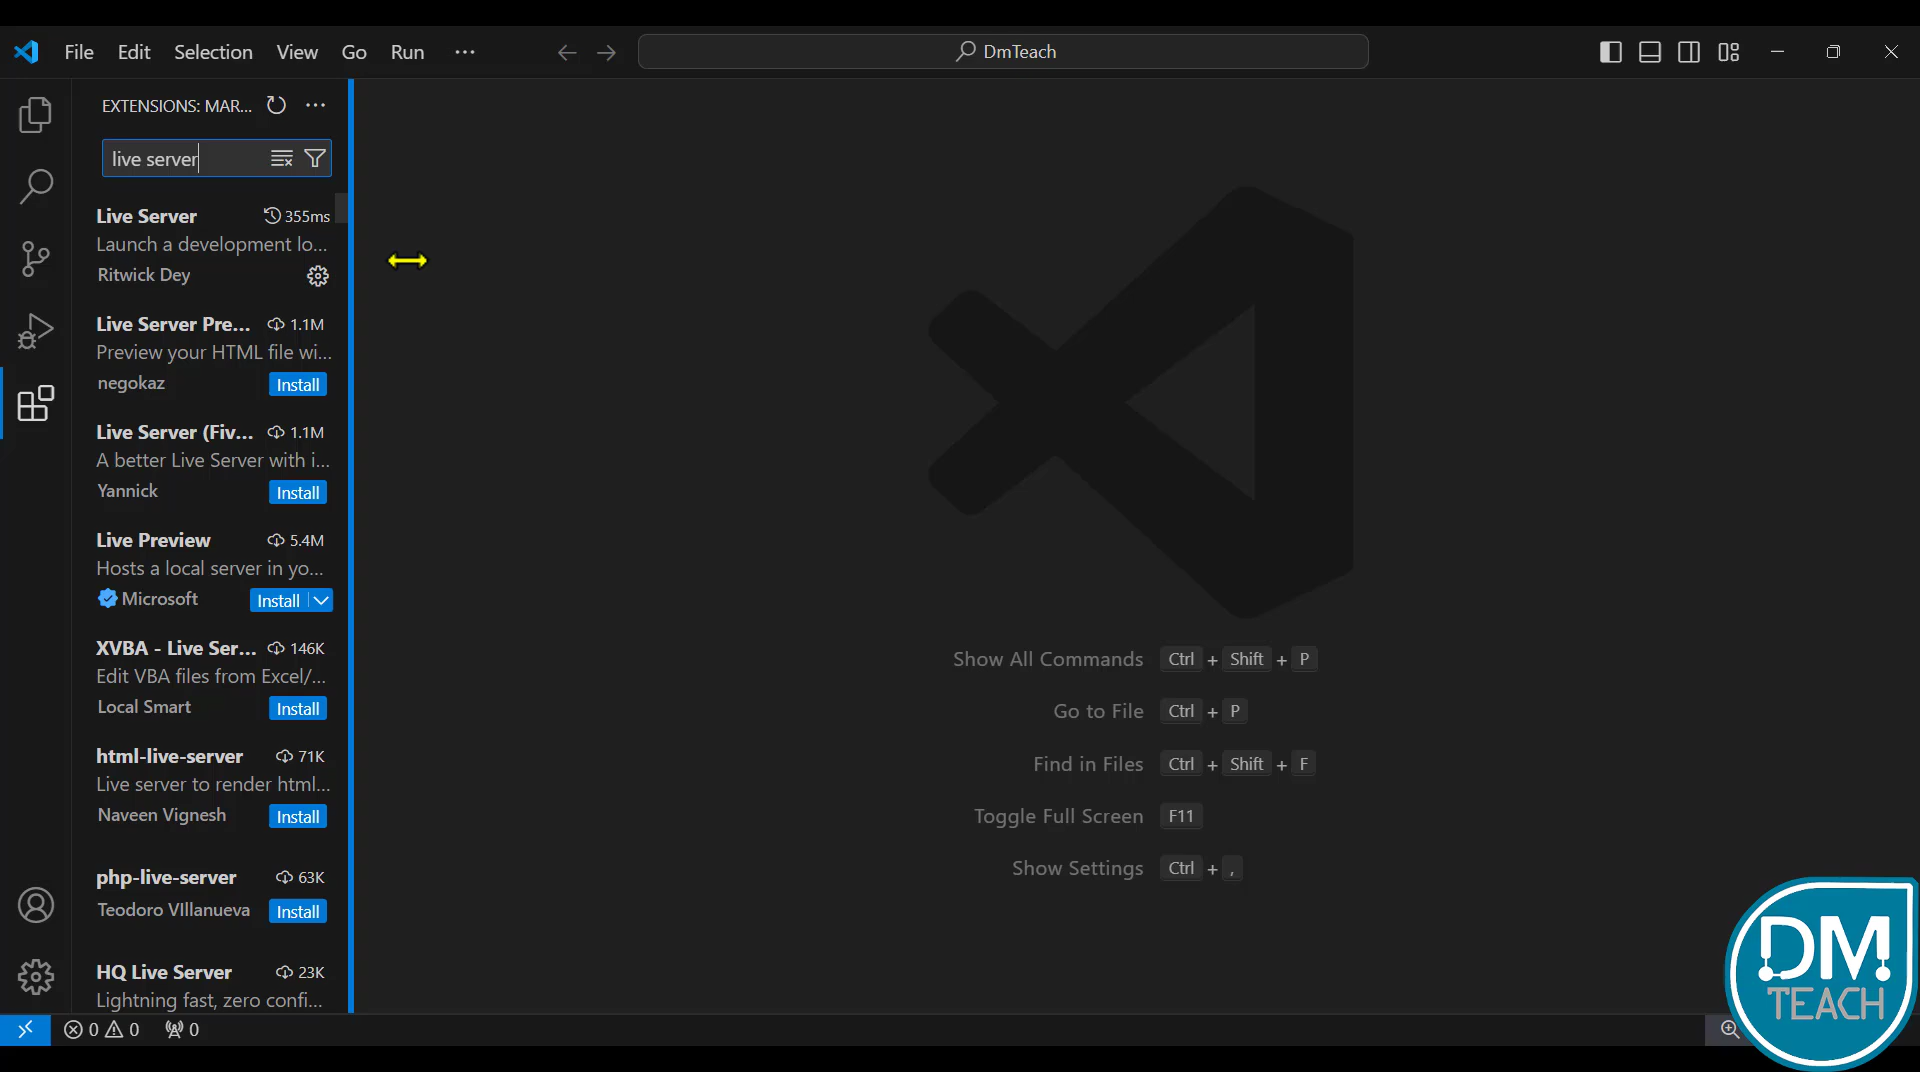 File Edit Selection View Go Run ···
DmTeach
EXTENSIONS: MAR... ···
live server
Live Server 355ms
Launch a development lo...
Ritwick Dey
Live Server Pre... 1.1M
Preview your HTML file wi...
negokaz Install
Live Server (Fiv... 1.1M
A better Live Server with i...
Yannick Install
Live Preview 5.4M
Hosts a local server in yo...
Microsoft Install
XVBA - Live Ser... 146K
Edit VBA files from Excel/...
Local Smart Install
html-live-server 71K
Live server to render html...
Naveen Vignesh Install
php-live-server 63K
Teodoro VIllanueva Install
HQ Live Server 23K
Lightning fast, zero confi...
Show All Commands Ctrl + Shift + P
Go to File Ctrl + P
Find in Files Ctrl + Shift + F
Toggle Full Screen F11
Show Settings Ctrl + ,
0 0 0
DM
TEACH